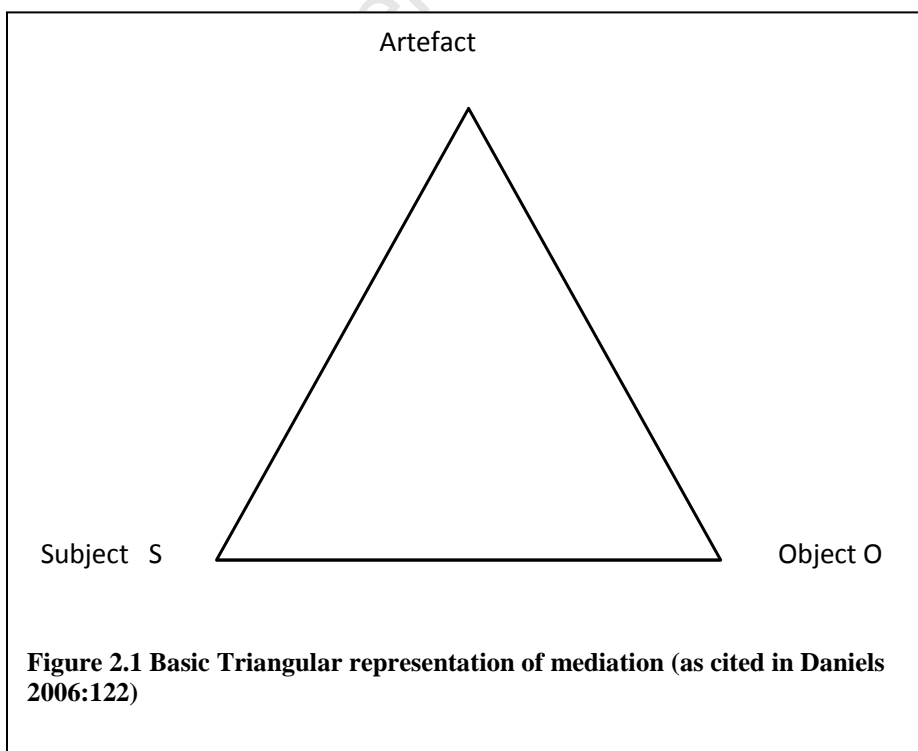 Artefact
Subject S
Object O
Figure 2.1 Basic Triangular representation of mediation (as cited in Daniels
2006:122)